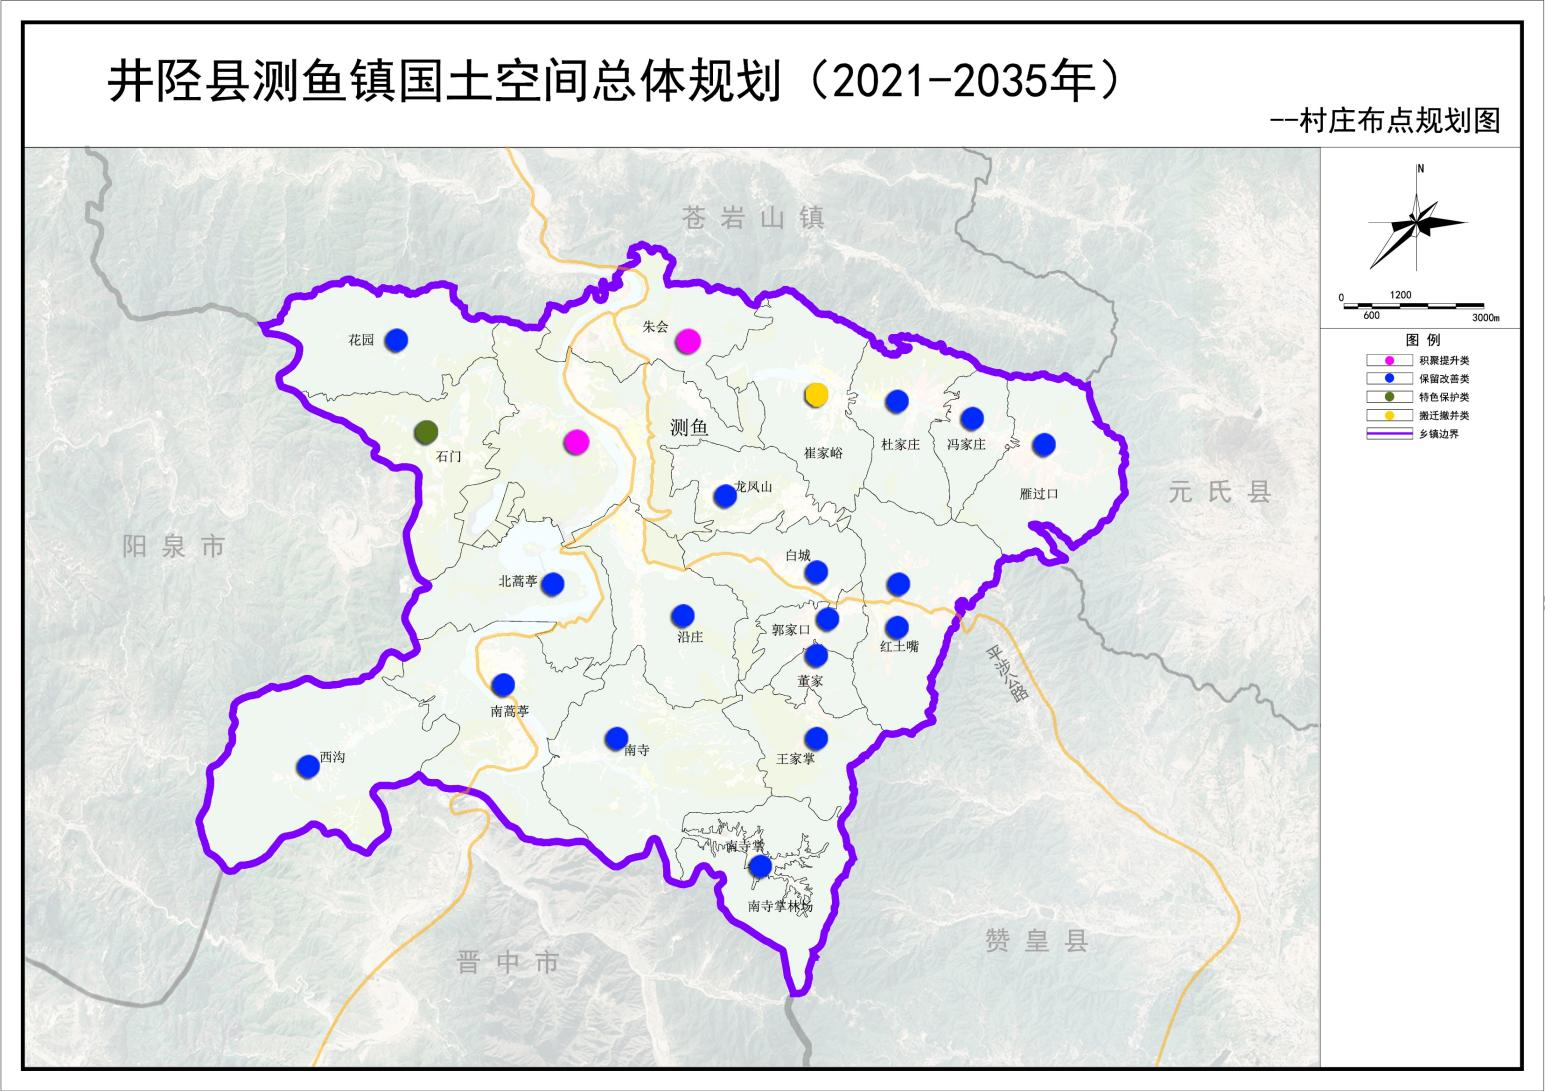 井陉县测鱼镇国土空间总体规划（2021-2035年）
--村庄布点规划图
N
0 1200
600 3000m
图 例
积聚提升类
保留改善类
特色保护类
搬迁撤并类
乡镇边界
苍岩山镇
朱会
花园
测鱼
石门
崔家峪
杜家庄
冯家庄
龙凤山
雁过口
元氏县
阳泉市
白城
北蒿亭
郭家口
沿庄
红土嘴
平涉公路
董家
南蒿亭
南寺
西沟
王家掌
南寺掌
南寺掌林场
赞皇县
晋中市